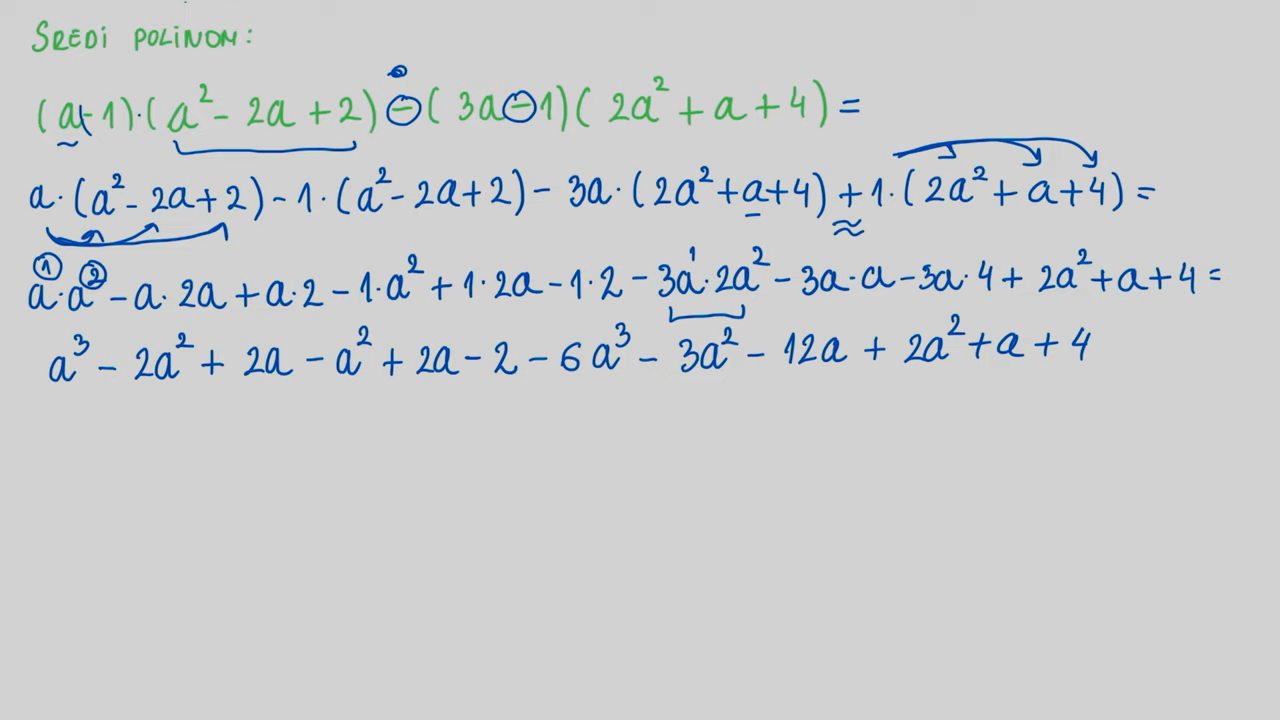 SREDI POLINOM:
(a-1)·(a² - 2a + 2) - (3a - 1)(2a² + a + 4) =
a·(a² - 2a + 2) - 1·(a² - 2a + 2) - 3a·(2a² + a + 4) + 1·(2a² + a + 4) =
a·a² - a·2a + a·2 - 1·a² + 1·2a - 1·2 - 3a¹·2a² - 3a·a - 3a·4 + 2a² + a + 4 =
a³ - 2a² + 2a - a² + 2a - 2 - 6a³ - 3a² - 12a + 2a² + a + 4